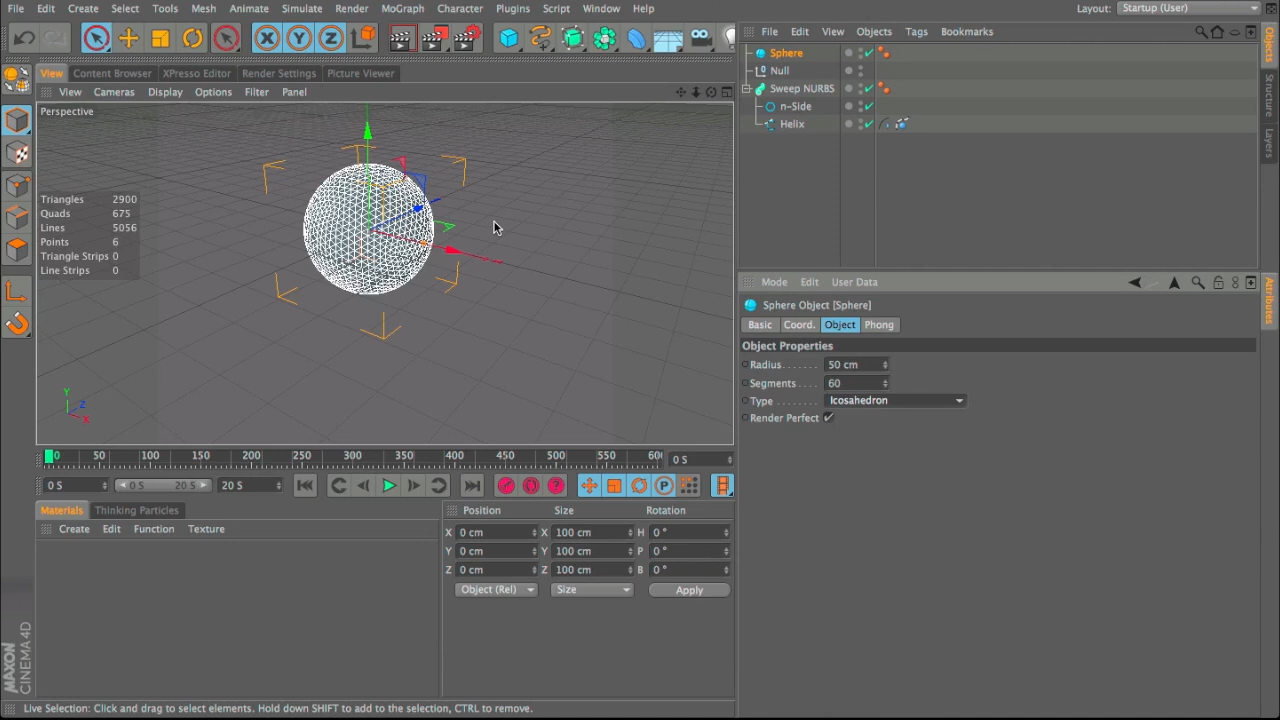 File Edit Create Select Tools Mesh Animate Simulate Render MoGraph Character Plugins Script Window Help Layout: Startup (User)
X Y Z
File Edit View Objects Tags Bookmarks
Sphere
Null
Sweep NURBS
n-Side
Helix
Objects
Structure
Layers
View Content Browser XPresso Editor Render Settings Picture Viewer
View Cameras Display Options Filter Panel
Perspective
Triangles 2900
Quads 675
Lines 5056
Points 6
Triangle Strips 0
Line Strips 0
Y
Z
X
Mode Edit User Data
Attributes
Sphere Object [Sphere]
Basic Coord. Object Phong
Object Properties
Radius 50 cm
Segments 60
Type Icosahedron
Render Perfect
0 50 100 150 200 250 300 350 400 450 500 550 600 0 S
0 S 0 S 20 S 20 S P
Materials Thinking Particles
Create Edit Function Texture
Position Size Rotation
X 0 cm X 100 cm H 0 °
Y 0 cm Y 100 cm P 0 °
Z 0 cm Z 100 cm B 0 °
Object (Rel) Size Apply
MAXON
CINEMA 4D
Live Selection: Click and drag to select elements. Hold down SHIFT to add to the selection, CTRL to remove.